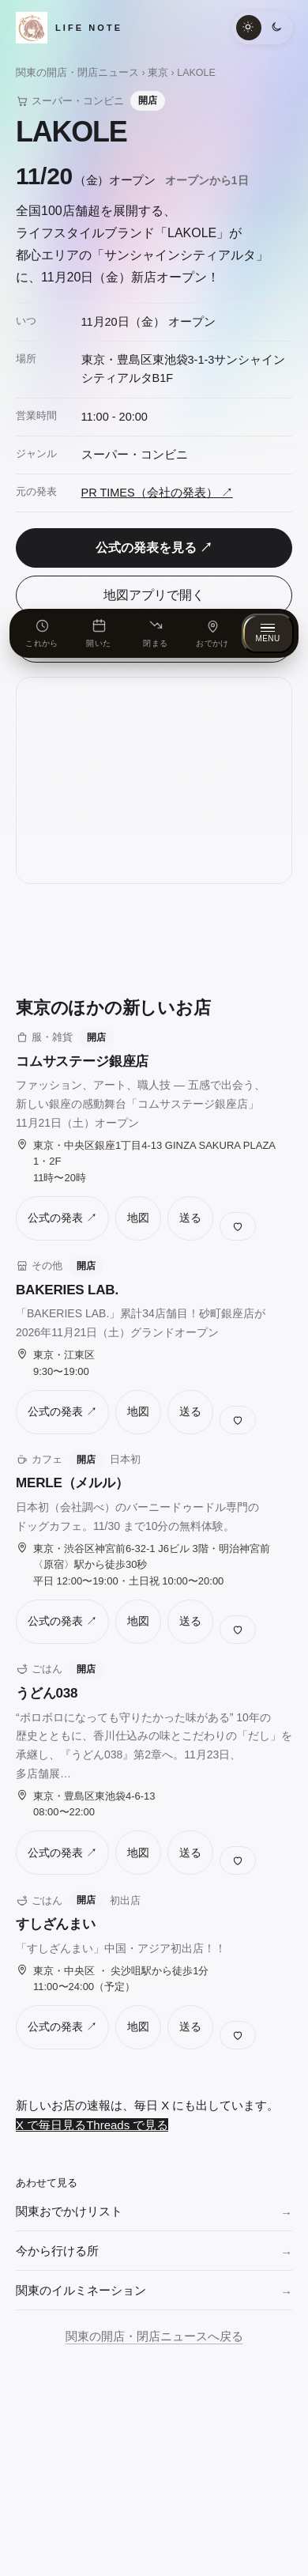 LIFE NOTE
関東の開店・閉店ニュース › 東京 › LAKOLE
スーパー・コンビニ 開店
LAKOLE
11/20（金）オープン オープンから1日
全国100店舗超を展開する、
ライフスタイルブランド「LAKOLE」が
都心エリアの「サンシャインシティアルタ」
に、11月20日（金）新店オープン！
いつ 11月20日（金） オープン
場所 東京・豊島区東池袋3-1-3サンシャイン
シティアルタB1F
営業時間 11:00 - 20:00
ジャンル スーパー・コンビニ
元の発表 PR TIMES（会社の発表） ↗
公式の発表を見る ↗
地図アプリで開く
これから 開いた 閉まる おでかけ MENU
東京のほかの新しいお店
服・雑貨 開店
コムサステージ銀座店
ファッション、アート、職人技 — 五感で出会う、
新しい銀座の感動舞台「コムサステージ銀座店」
11月21日（土）オープン
東京・中央区銀座1丁目4-13 GINZA SAKURA PLAZA
1・2F
11時〜20時
公式の発表 ↗ 地図 送る
その他 開店
BAKERIES LAB.
「BAKERIES LAB.」累計34店舗目！砂町銀座店が
2026年11月21日（土）グランドオープン
東京・江東区
9:30〜19:00
公式の発表 ↗ 地図 送る
カフェ 開店 日本初
MERLE（メルル）
日本初（会社調べ）のバーニードゥードル専門の
ドッグカフェ。11/30 まで10分の無料体験。
東京・渋谷区神宮前6-32-1 J6ビル 3階・明治神宮前
〈原宿〉駅から徒歩30秒
平日 12:00〜19:00・土日祝 10:00〜20:00
公式の発表 ↗ 地図 送る
ごはん 開店
うどん038
“ボロボロになっても守りたかった味がある” 10年の
歴史とともに、香川仕込みの味とこだわりの「だし」を
承継し、『うどん038』第2章へ。11月23日、
多店舗展…
東京・豊島区東池袋4-6-13
08:00〜22:00
公式の発表 ↗ 地図 送る
ごはん 開店 初出店
すしざんまい
「すしざんまい」中国・アジア初出店！！
東京・中央区 ・ 尖沙咀駅から徒歩1分
11:00〜24:00（予定）
公式の発表 ↗ 地図 送る
新しいお店の速報は、毎日 X にも出しています。
X で毎日見るThreads で見る
あわせて見る
関東おでかけリスト →
今から行ける所 →
関東のイルミネーション →
関東の開店・閉店ニュースへ戻る